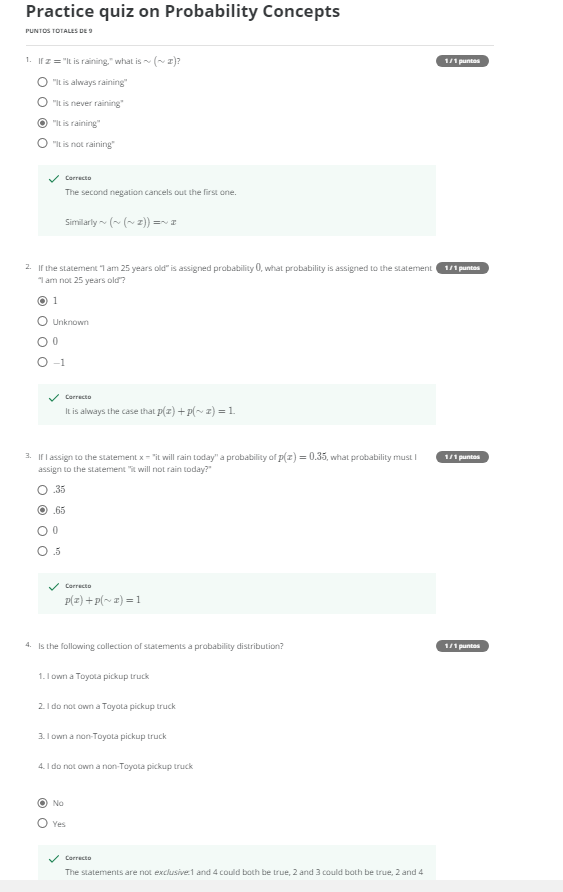 Practice quiz on Probability Concepts
PUNTOS TOTALES DE 9
1. If x = "It is raining," what is ∼ (∼ x)?
1 / 1 puntos
"It is always raining"
"It is never raining"
"It is raining"
"It is not raining"
Correcto
The second negation cancels out the first one.
Similarly ∼ (∼ (∼ x)) =∼ x
2. If the statement "I am 25 years old" is assigned probability 0, what probability is assigned to the statement
"I am not 25 years old"?
1 / 1 puntos
1
Unknown
0
−1
Correcto
It is always the case that p(x) + p(∼ x) = 1.
3. If I assign to the statement x = "it will rain today" a probability of p(x) = 0.35, what probability must I
assign to the statement "it will not rain today?"
1 / 1 puntos
.35
.65
0
.5
Correcto
p(x) + p(∼ x) = 1
4. Is the following collection of statements a probability distribution?
1 / 1 puntos
1. I own a Toyota pickup truck
2. I do not own a Toyota pickup truck
3. I own a non-Toyota pickup truck
4. I do not own a non-Toyota pickup truck
No
Yes
Correcto
The statements are not exclusive:1 and 4 could both be true, 2 and 3 could both be true, 2 and 4